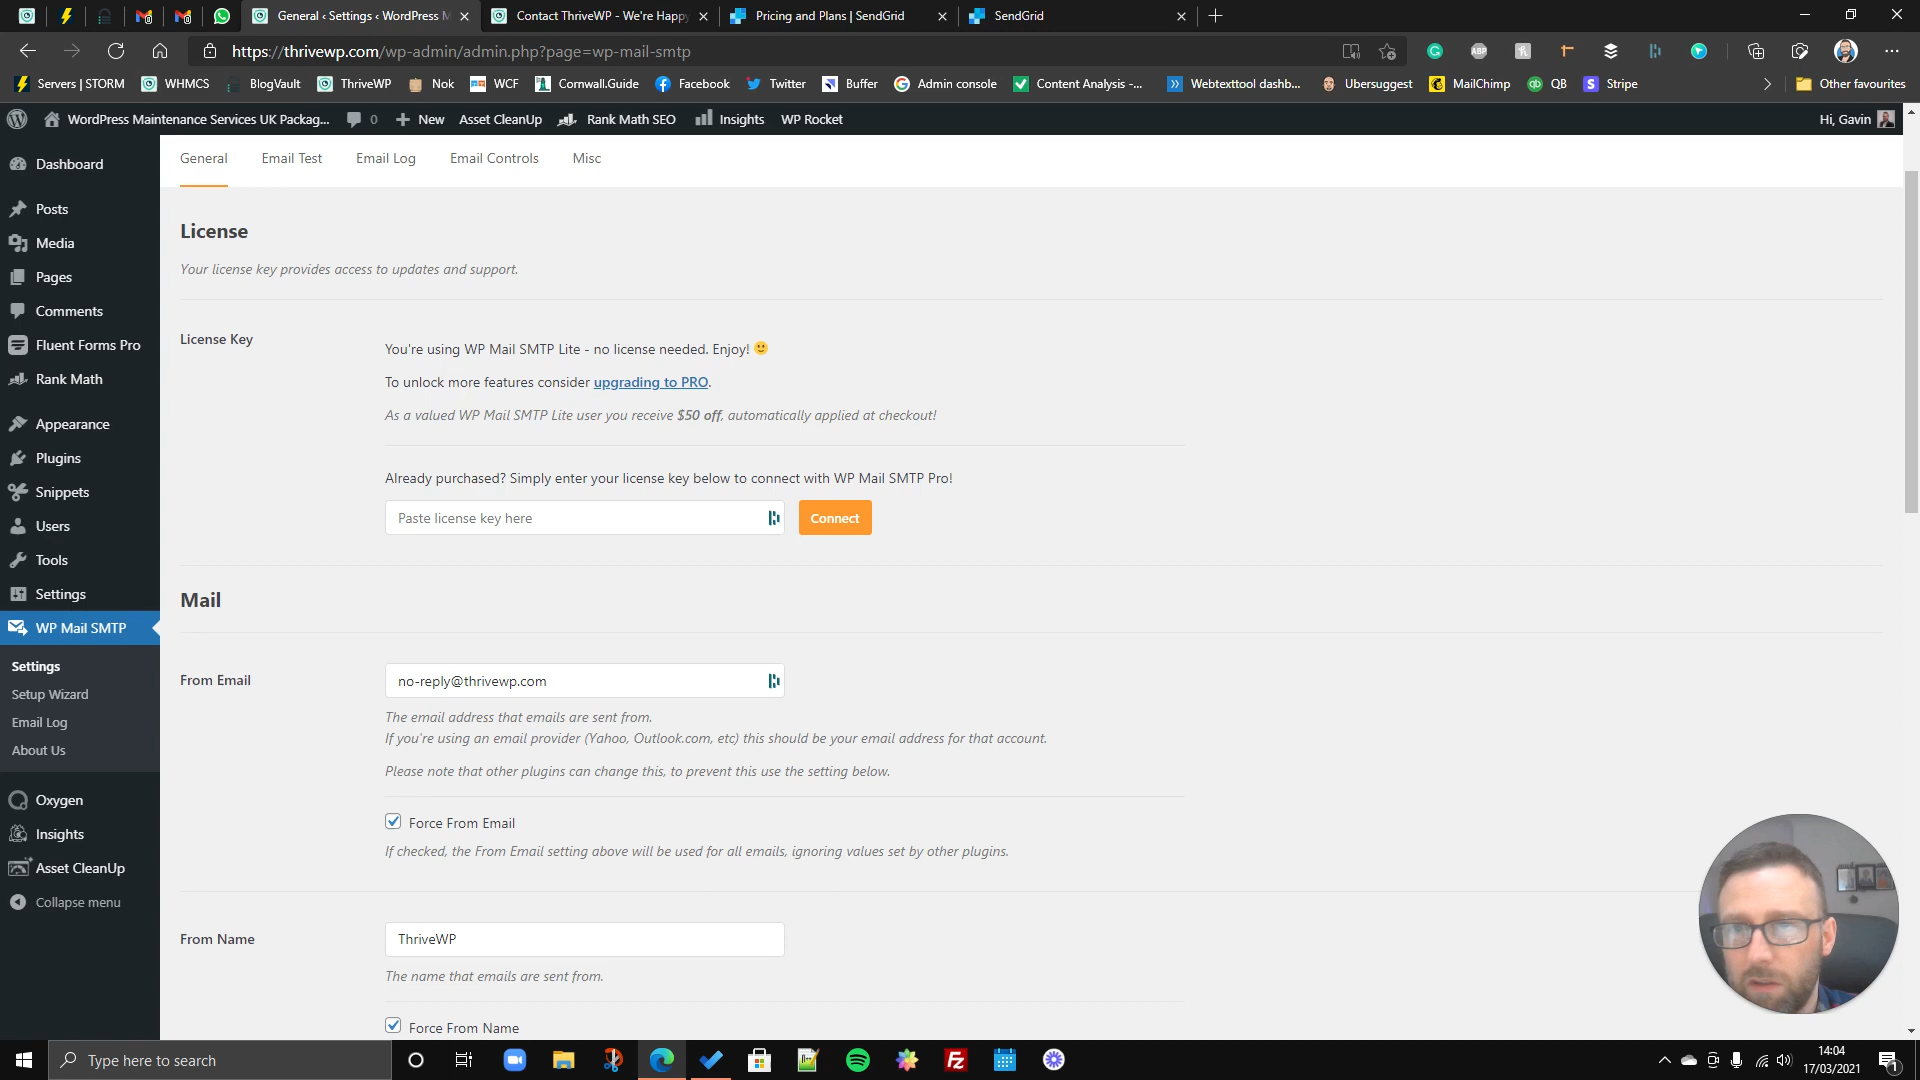 General ‹ Settings ‹ WordPress M
Contact ThriveWP - We're Happy
Pricing and Plans | SendGrid
SendGrid
https://thrivewp.com/wp-admin/admin.php?page=wp-mail-smtp
ABP
Servers | STORM
WHMCS
BlogVault
ThriveWP
Nok
WCF
Cornwall.Guide
Facebook
Twitter
Buffer
Admin console
Content Analysis -...
Webtexttool dashb...
Ubersuggest
MailChimp
QB
Stripe
Other favourites
WordPress Maintenance Services UK Packag...
0
New
Asset CleanUp
Rank Math SEO
Insights
WP Rocket
Hi, Gavin
Dashboard
Posts
Media
Pages
Comments
Fluent Forms Pro
Rank Math
Appearance
Plugins
Snippets
Users
Tools
Settings
WP Mail SMTP
Settings
Setup Wizard
Email Log
About Us
Oxygen
Insights
Asset CleanUp
Collapse menu
General
Email Test
Email Log
Email Controls
Misc
License
Your license key provides access to updates and support.
License Key
You're using WP Mail SMTP Lite - no license needed. Enjoy! 🙂
To unlock more features consider upgrading to PRO.
As a valued WP Mail SMTP Lite user you receive $50 off, automatically applied at checkout!
Already purchased? Simply enter your license key below to connect with WP Mail SMTP Pro!
Paste license key here
Connect
Mail
From Email
no-reply@thrivewp.com
The email address that emails are sent from.
If you're using an email provider (Yahoo, Outlook.com, etc) this should be your email address for that account.
Please note that other plugins can change this, to prevent this use the setting below.
Force From Email
If checked, the From Email setting above will be used for all emails, ignoring values set by other plugins.
From Name
ThriveWP
The name that emails are sent from.
Force From Name
Type here to search
14:04
17/03/2021
1